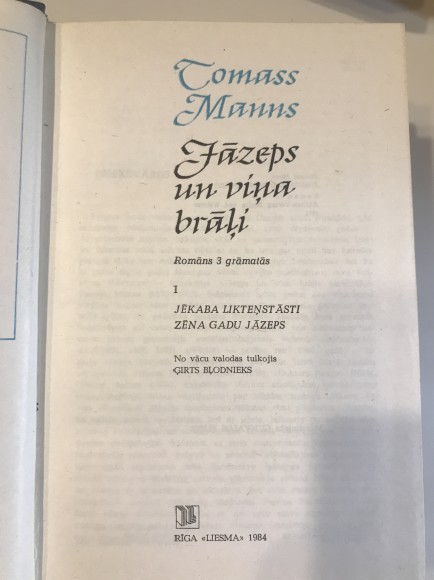 Tomass
Manns
Jāzeps
un viņa
brāļi
Romāns 3 grāmatās
I
JĒKABA LIKTEŅSTĀSTI
ZĒNA GADU JĀZEPS
No vācu valodas tulkojis
ĢIRTS BĻODNIEKS
RĪGA «LIESMA» 1984